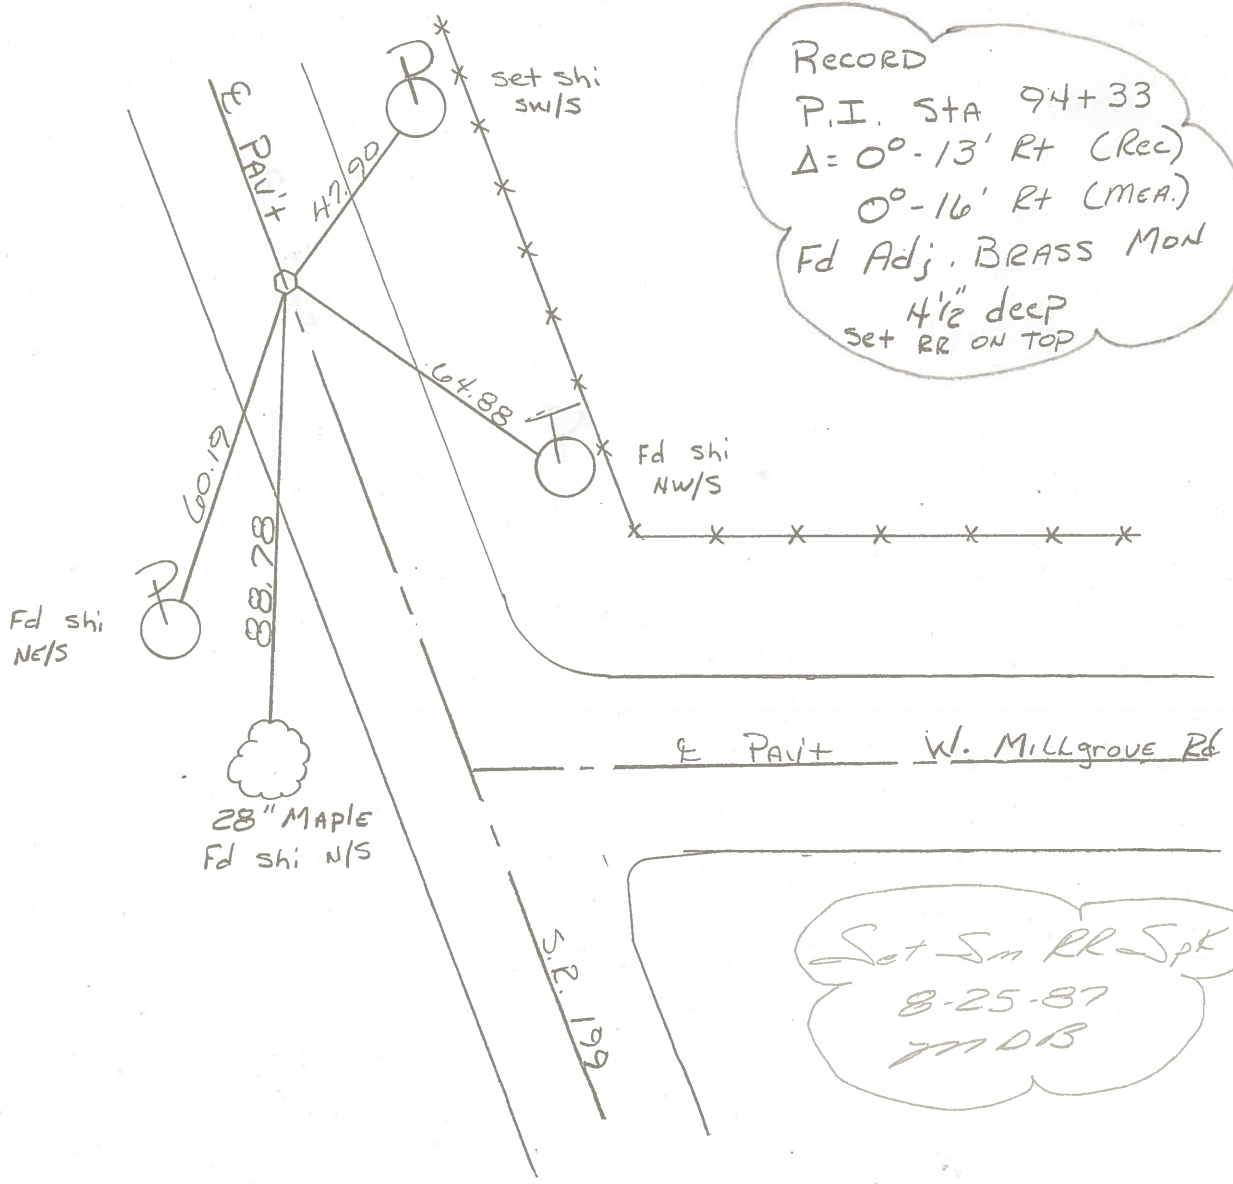 RECORD
P.I. StA 94+33
Δ= 0°-13' Rt (Rec)
0°-16' Rt (MEA.)
Fd Adj. BRASS MON
4½" deep
Set RR ON TOP
set shi
SW/S
℄ PAV't
47.90
64.88
Fd shi
NW/S
60.19
88.78
Fd shi
NE/S
28" MAPLE
Fd shi N/S
℄ PAV't W. MILLgrove Rd
S.R. 199
Set Sm RR Spk
8-25-87
MDB